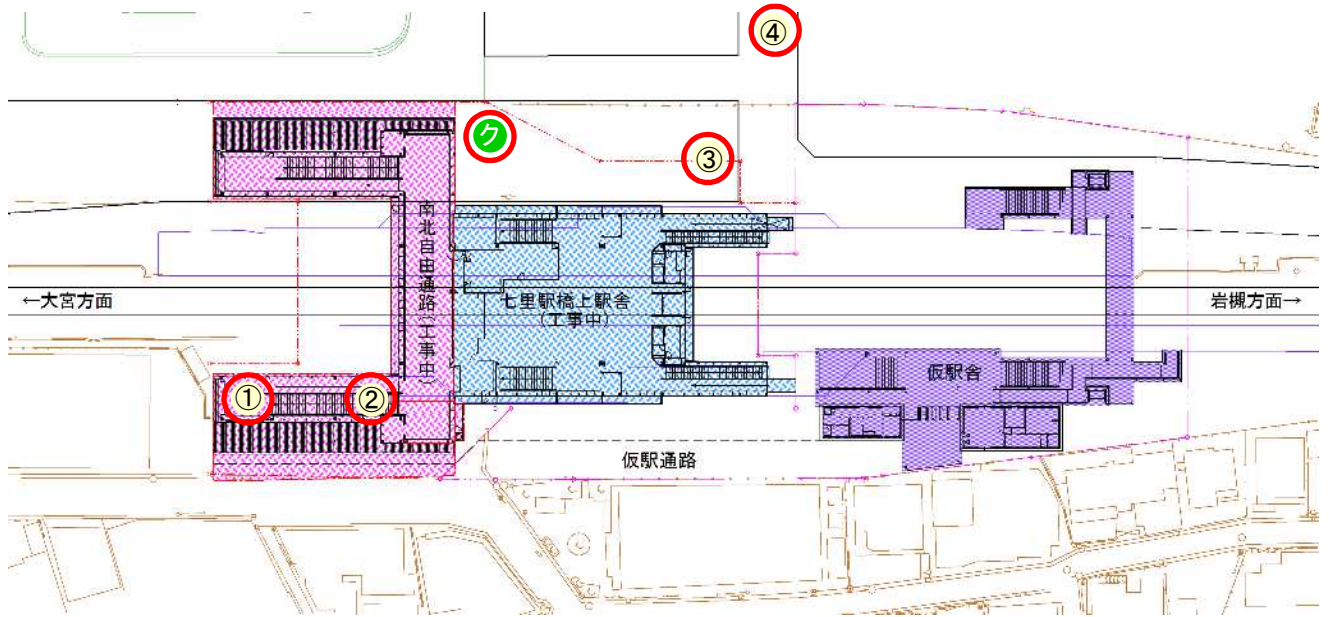 ④
ク
③
南北自由通路(工事中)
←大宮方面
七里駅橋上駅舎
(工事中)
岩槻方面→
①
②
仮駅舎
仮駅通路